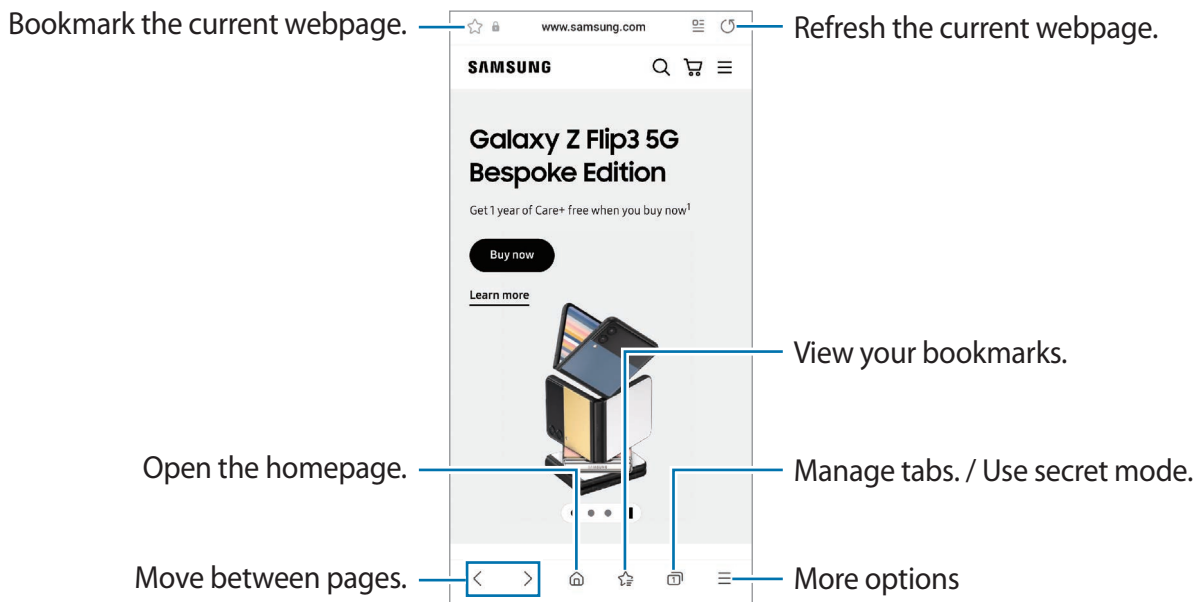 Bookmark the current webpage.
www.samsung.com
Refresh the current webpage.
SAMSUNG
Galaxy Z Flip3 5G
Bespoke Edition
Get 1 year of Care+ free when you buy now¹
Buy now
Learn more
View your bookmarks.
Open the homepage.
Manage tabs. / Use secret mode.
Move between pages.
1
More options